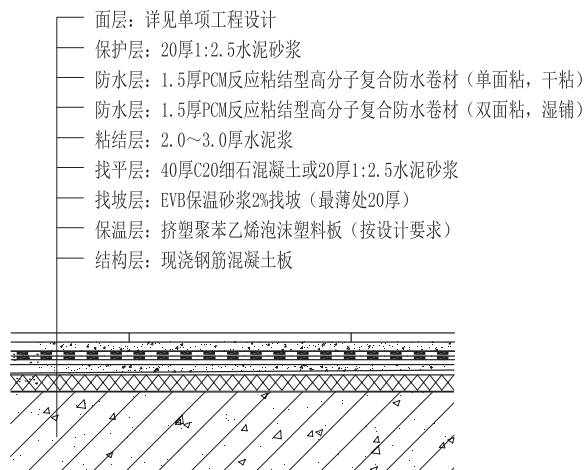 面层：详见单项工程设计
保护层：20厚1:2.5水泥砂浆
防水层：1.5厚PCM反应粘结型高分子复合防水卷材（单面粘，干粘）
防水层：1.5厚PCM反应粘结型高分子复合防水卷材（双面粘，湿铺）
粘结层：2.0～3.0厚水泥浆
找平层：40厚C20细石混凝土或20厚1:2.5水泥砂浆
找坡层：EVB保温砂浆2%找坡（最薄处20厚）
保温层：挤塑聚苯乙烯泡沫塑料板（按设计要求）
结构层：现浇钢筋混凝土板